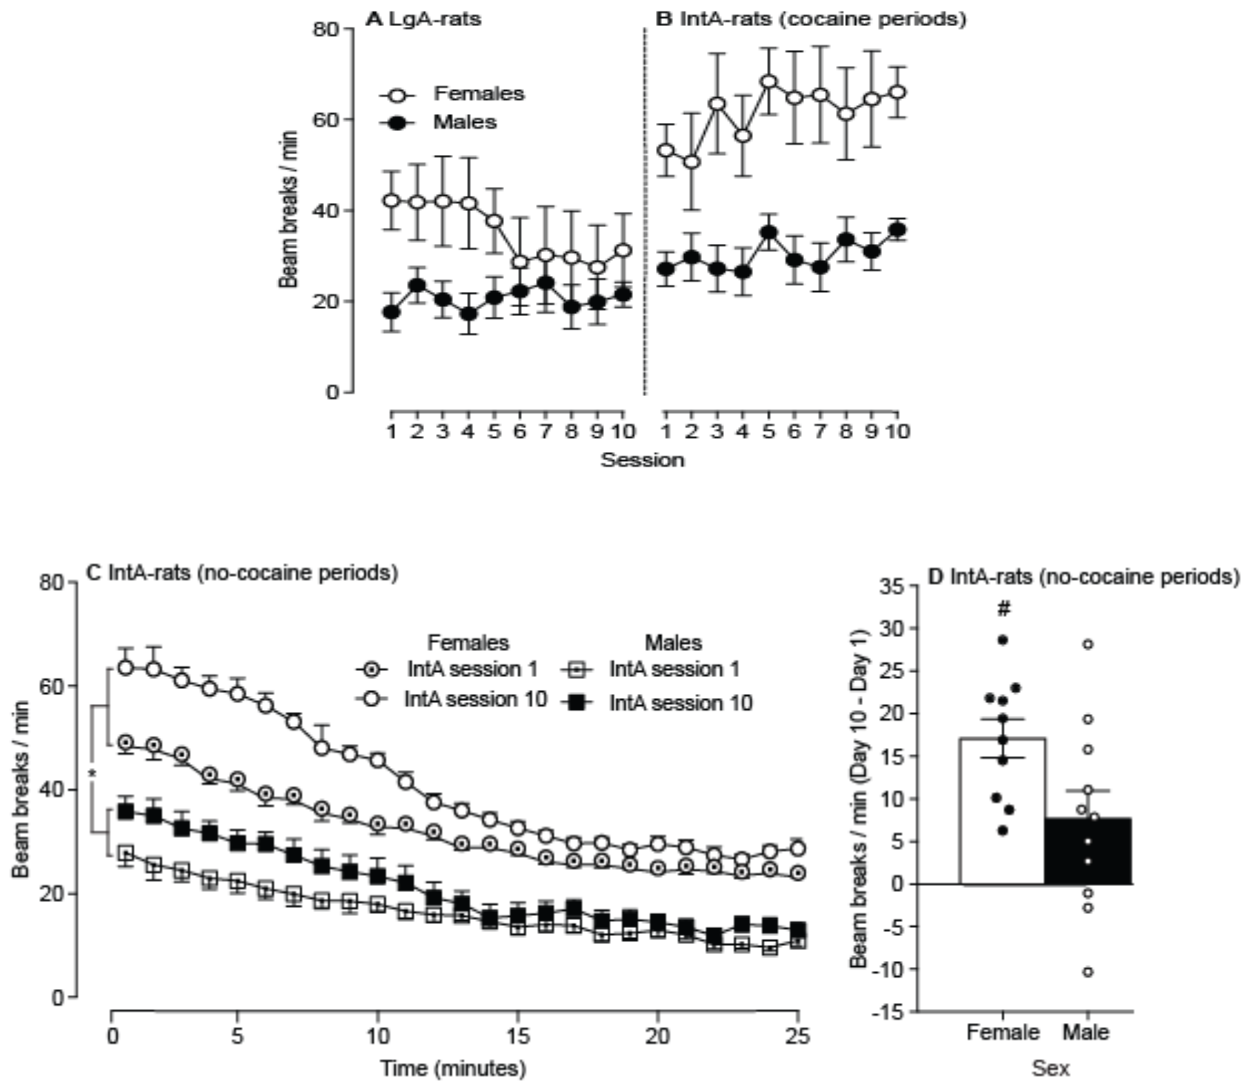 A LgA-rats
B IntA-rats (cocaine periods)
80
60
40
20
0
Beam breaks / min
Females
Males
1 2 3 4 5 6 7 8 9 10
1 2 3 4 5 6 7 8 9 10
Session
C IntA-rats (no-cocaine periods)
80
60
40
20
0
Beam breaks / min
Females
Males
IntA session 1
IntA session 1
IntA session 10
IntA session 10
*
0 5 10 15 20 25
Time (minutes)
D IntA-rats (no-cocaine periods)
35
30
25
20
15
10
5
0
-5
-10
-15
Beam breaks / min (Day 10 - Day 1)
#
Female Male
Sex